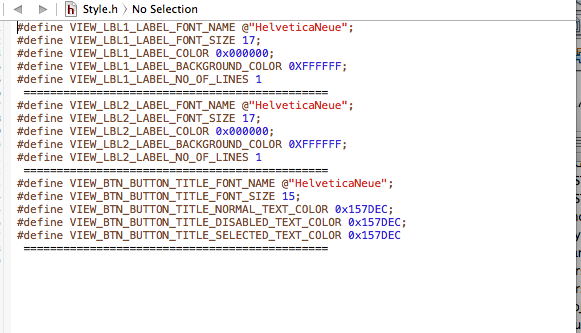 Style.h No Selection
#define VIEW_LBL1_LABEL_FONT_NAME @"HelveticaNeue";
#define VIEW_LBL1_LABEL_FONT_SIZE 17;
#define VIEW_LBL1_LABEL_COLOR 0x000000;
#define VIEW_LBL1_LABEL_BACKGROUND_COLOR 0XFFFFFF;
#define VIEW_LBL1_LABEL_NO_OF_LINES 1
==============================================
#define VIEW_LBL2_LABEL_FONT_NAME @"HelveticaNeue";
#define VIEW_LBL2_LABEL_FONT_SIZE 17;
#define VIEW_LBL2_LABEL_COLOR 0x000000;
#define VIEW_LBL2_LABEL_BACKGROUND_COLOR 0XFFFFFF;
#define VIEW_LBL2_LABEL_NO_OF_LINES 1
==============================================
#define VIEW_BTN_BUTTON_TITLE_FONT_NAME @"HelveticaNeue";
#define VIEW_BTN_BUTTON_TITLE_FONT_SIZE 15;
#define VIEW_BTN_BUTTON_TITLE_NORMAL_TEXT_COLOR 0x157DEC;
#define VIEW_BTN_BUTTON_TITLE_DISABLED_TEXT_COLOR 0x157DEC;
#define VIEW_BTN_BUTTON_TITLE_SELECTED_TEXT_COLOR 0x157DEC
==============================================